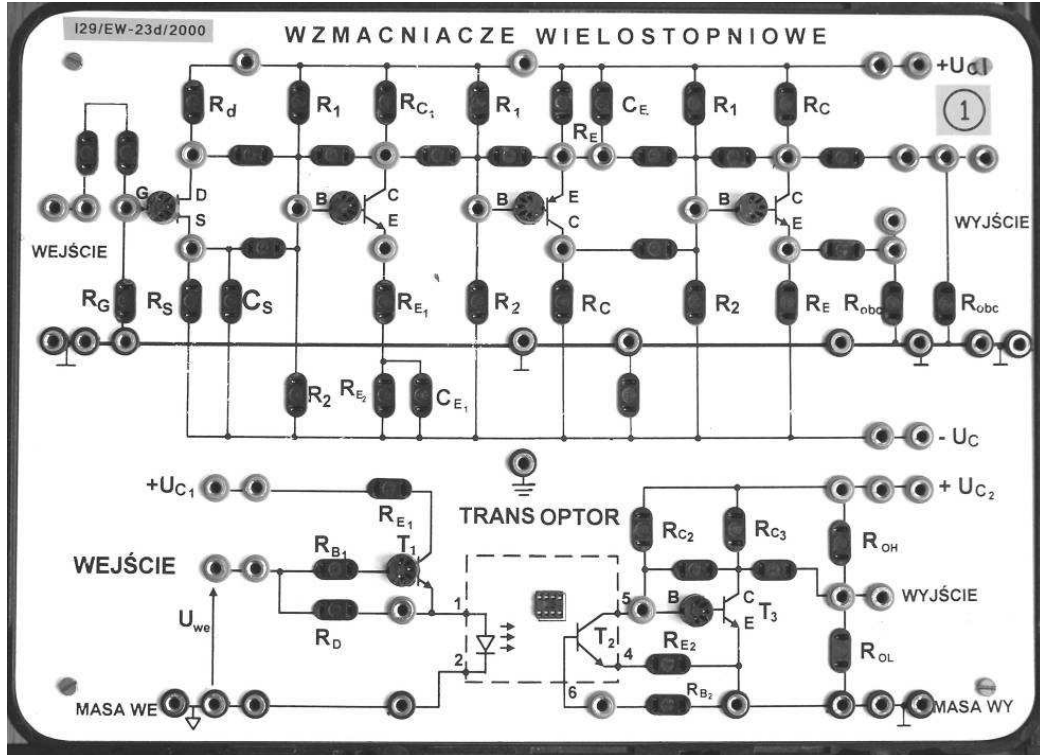 I29/EW-23d/2000
WZMACNIACZE WIELOSTOPNIOWE
+Ucl
1
Rd R1 RC1 R1 RE CE R1 RC
G D S B C E B E C B C E
WEJŚCIE
WYJŚCIE
RG RS CS RE1 R2 RC R2 RE Robc Robc
R2 RE2 CE1
- UC
+UC1
RE1
TRANSOPTOR
RC2 RC3
+ UC2
WEJŚCIE
RB1 T1
ROH
1 5 B C
T3
WYJŚCIE
Uwe
RD
T2
E
2 4 RE2
ROL
6 RB2
MASA WE
MASA WY